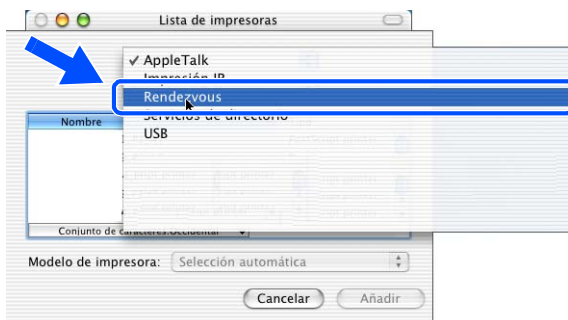 Lista de impresoras
✓ AppleTalk
Impresión IP
Rendezvous
Servicios de directorio
USB
Nombre
Conjunto de caracteres:Occidental
Modelo de impresora: Selección automática
Cancelar Añadir